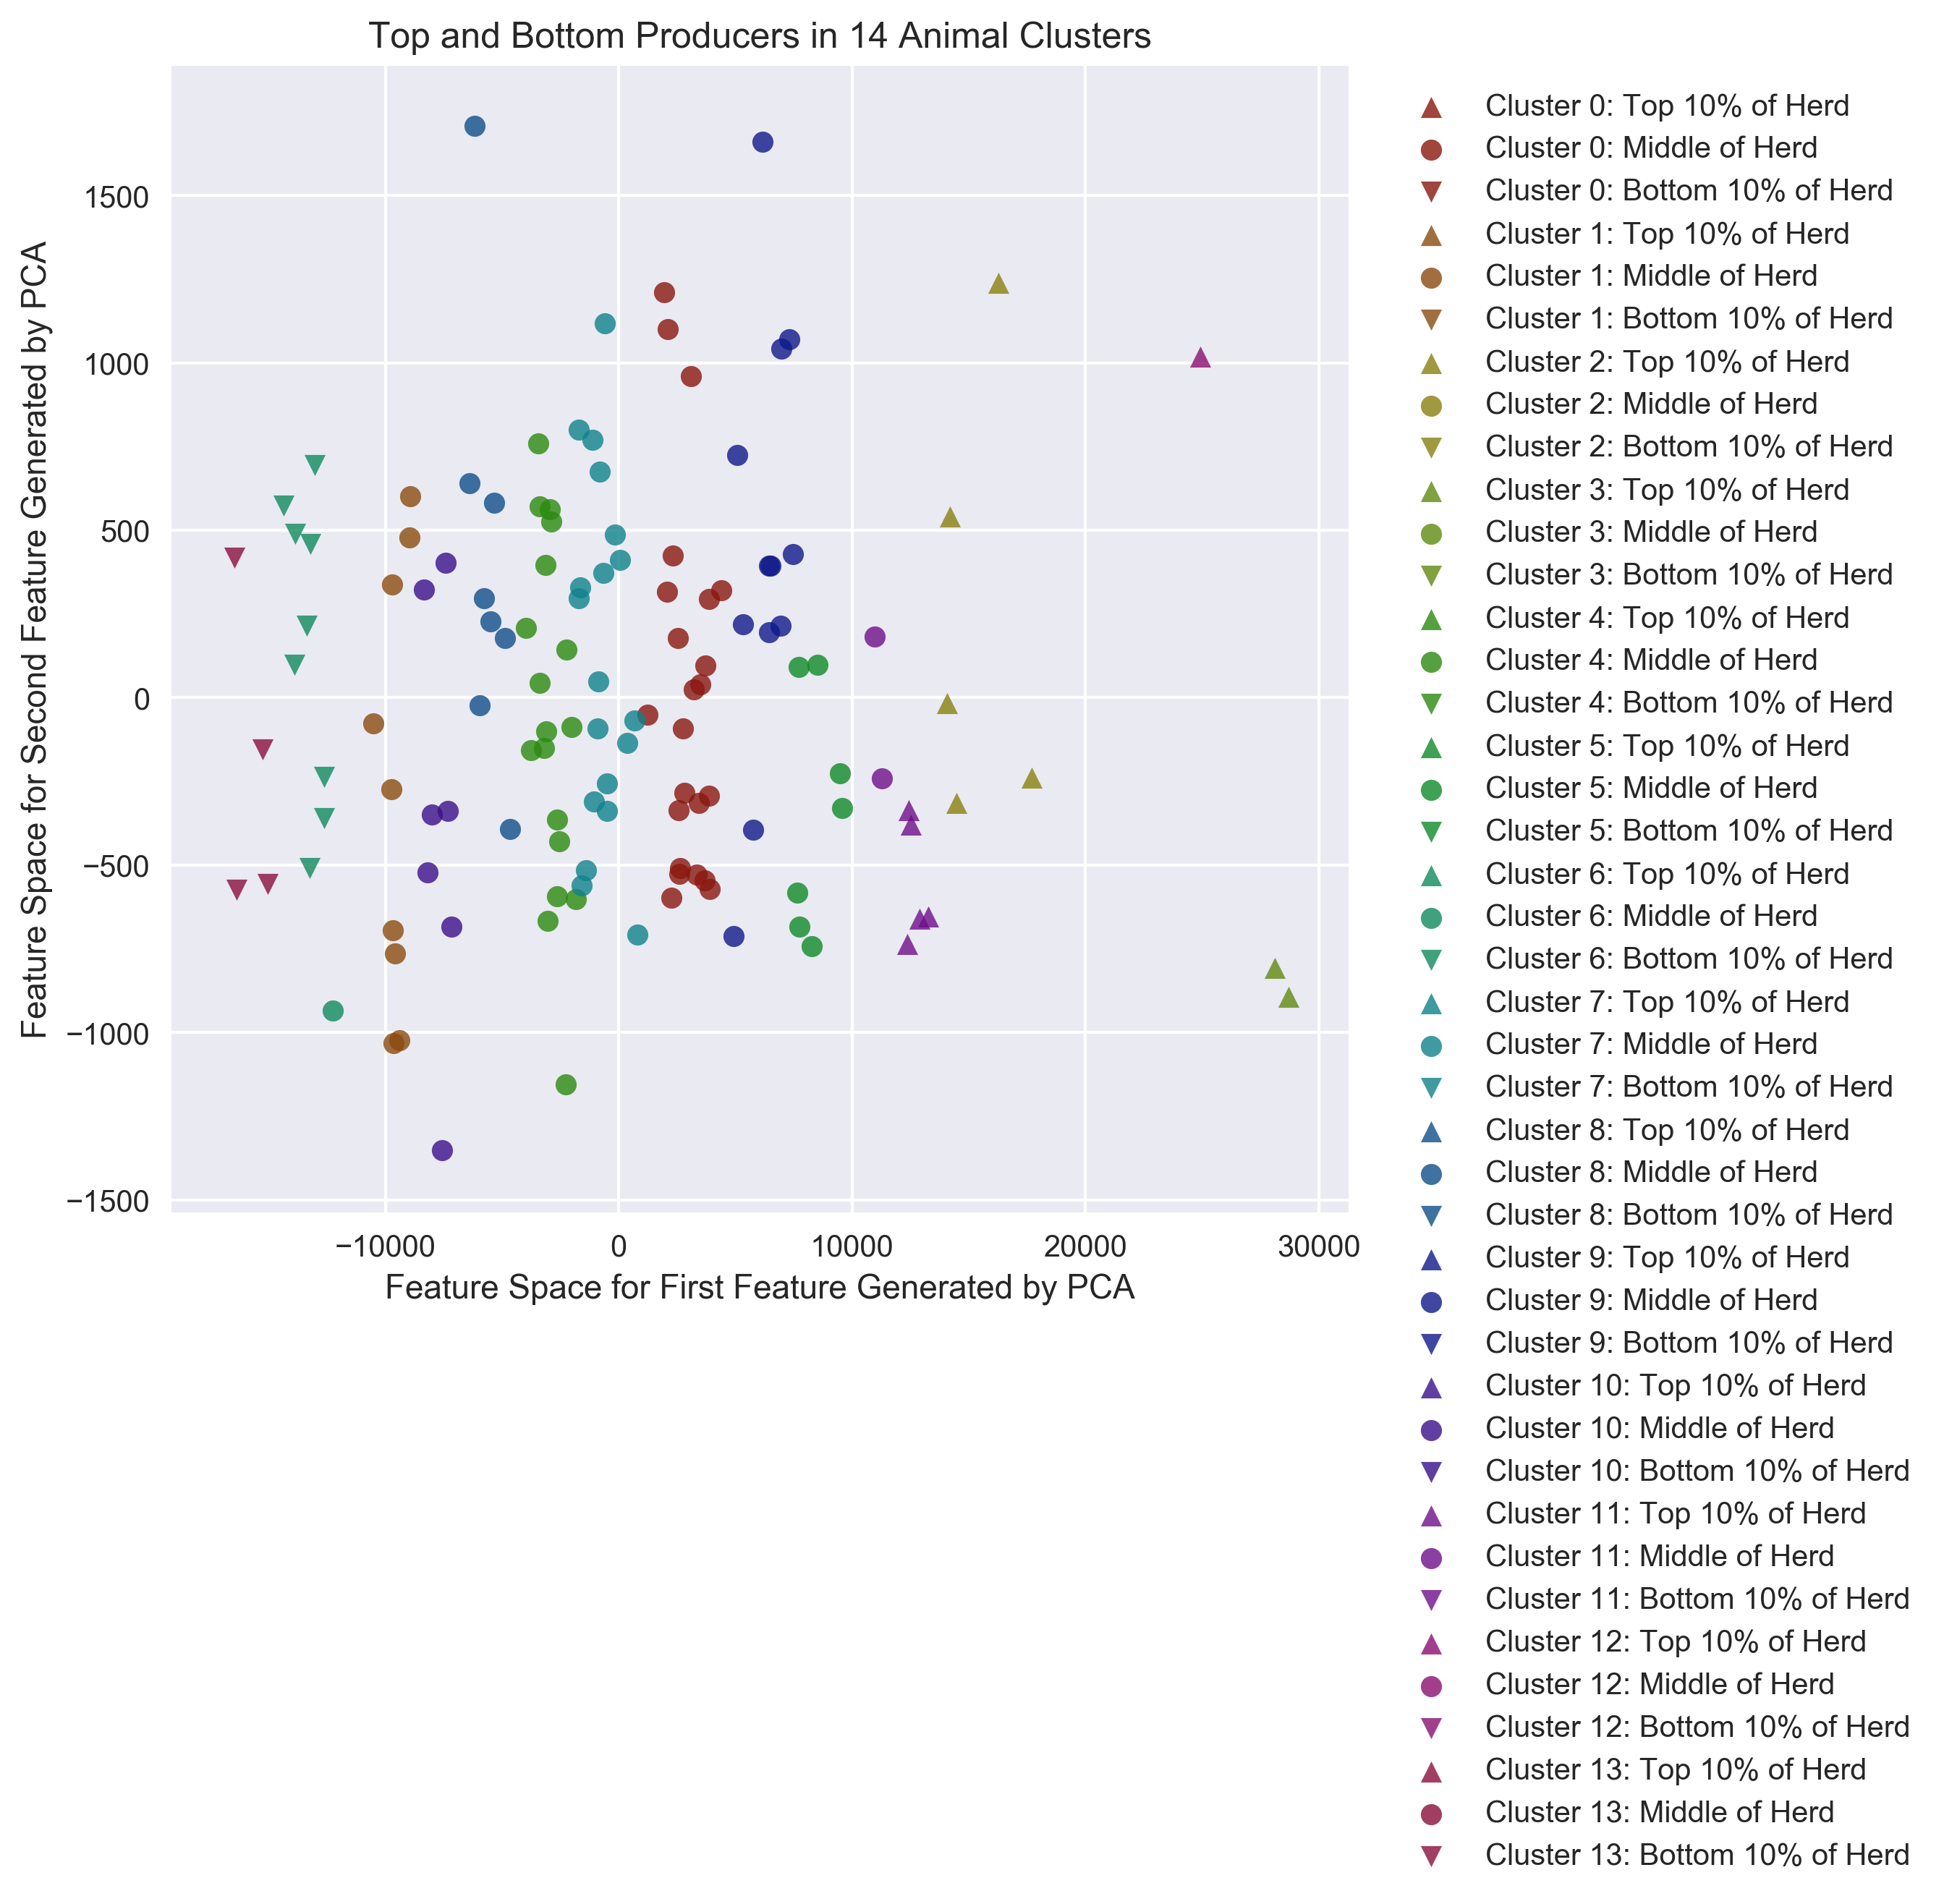 Top and Bottom Producers in 14 Animal Clusters
Feature Space for Second Feature Generated by PCA
1500
1000
500
0
−500
−1000
−1500
−10000
0
10000
20000
30000
Feature Space for First Feature Generated by PCA
Cluster 0: Top 10% of Herd
Cluster 0: Middle of Herd
Cluster 0: Bottom 10% of Herd
Cluster 1: Top 10% of Herd
Cluster 1: Middle of Herd
Cluster 1: Bottom 10% of Herd
Cluster 2: Top 10% of Herd
Cluster 2: Middle of Herd
Cluster 2: Bottom 10% of Herd
Cluster 3: Top 10% of Herd
Cluster 3: Middle of Herd
Cluster 3: Bottom 10% of Herd
Cluster 4: Top 10% of Herd
Cluster 4: Middle of Herd
Cluster 4: Bottom 10% of Herd
Cluster 5: Top 10% of Herd
Cluster 5: Middle of Herd
Cluster 5: Bottom 10% of Herd
Cluster 6: Top 10% of Herd
Cluster 6: Middle of Herd
Cluster 6: Bottom 10% of Herd
Cluster 7: Top 10% of Herd
Cluster 7: Middle of Herd
Cluster 7: Bottom 10% of Herd
Cluster 8: Top 10% of Herd
Cluster 8: Middle of Herd
Cluster 8: Bottom 10% of Herd
Cluster 9: Top 10% of Herd
Cluster 9: Middle of Herd
Cluster 9: Bottom 10% of Herd
Cluster 10: Top 10% of Herd
Cluster 10: Middle of Herd
Cluster 10: Bottom 10% of Herd
Cluster 11: Top 10% of Herd
Cluster 11: Middle of Herd
Cluster 11: Bottom 10% of Herd
Cluster 12: Top 10% of Herd
Cluster 12: Middle of Herd
Cluster 12: Bottom 10% of Herd
Cluster 13: Top 10% of Herd
Cluster 13: Middle of Herd
Cluster 13: Bottom 10% of Herd